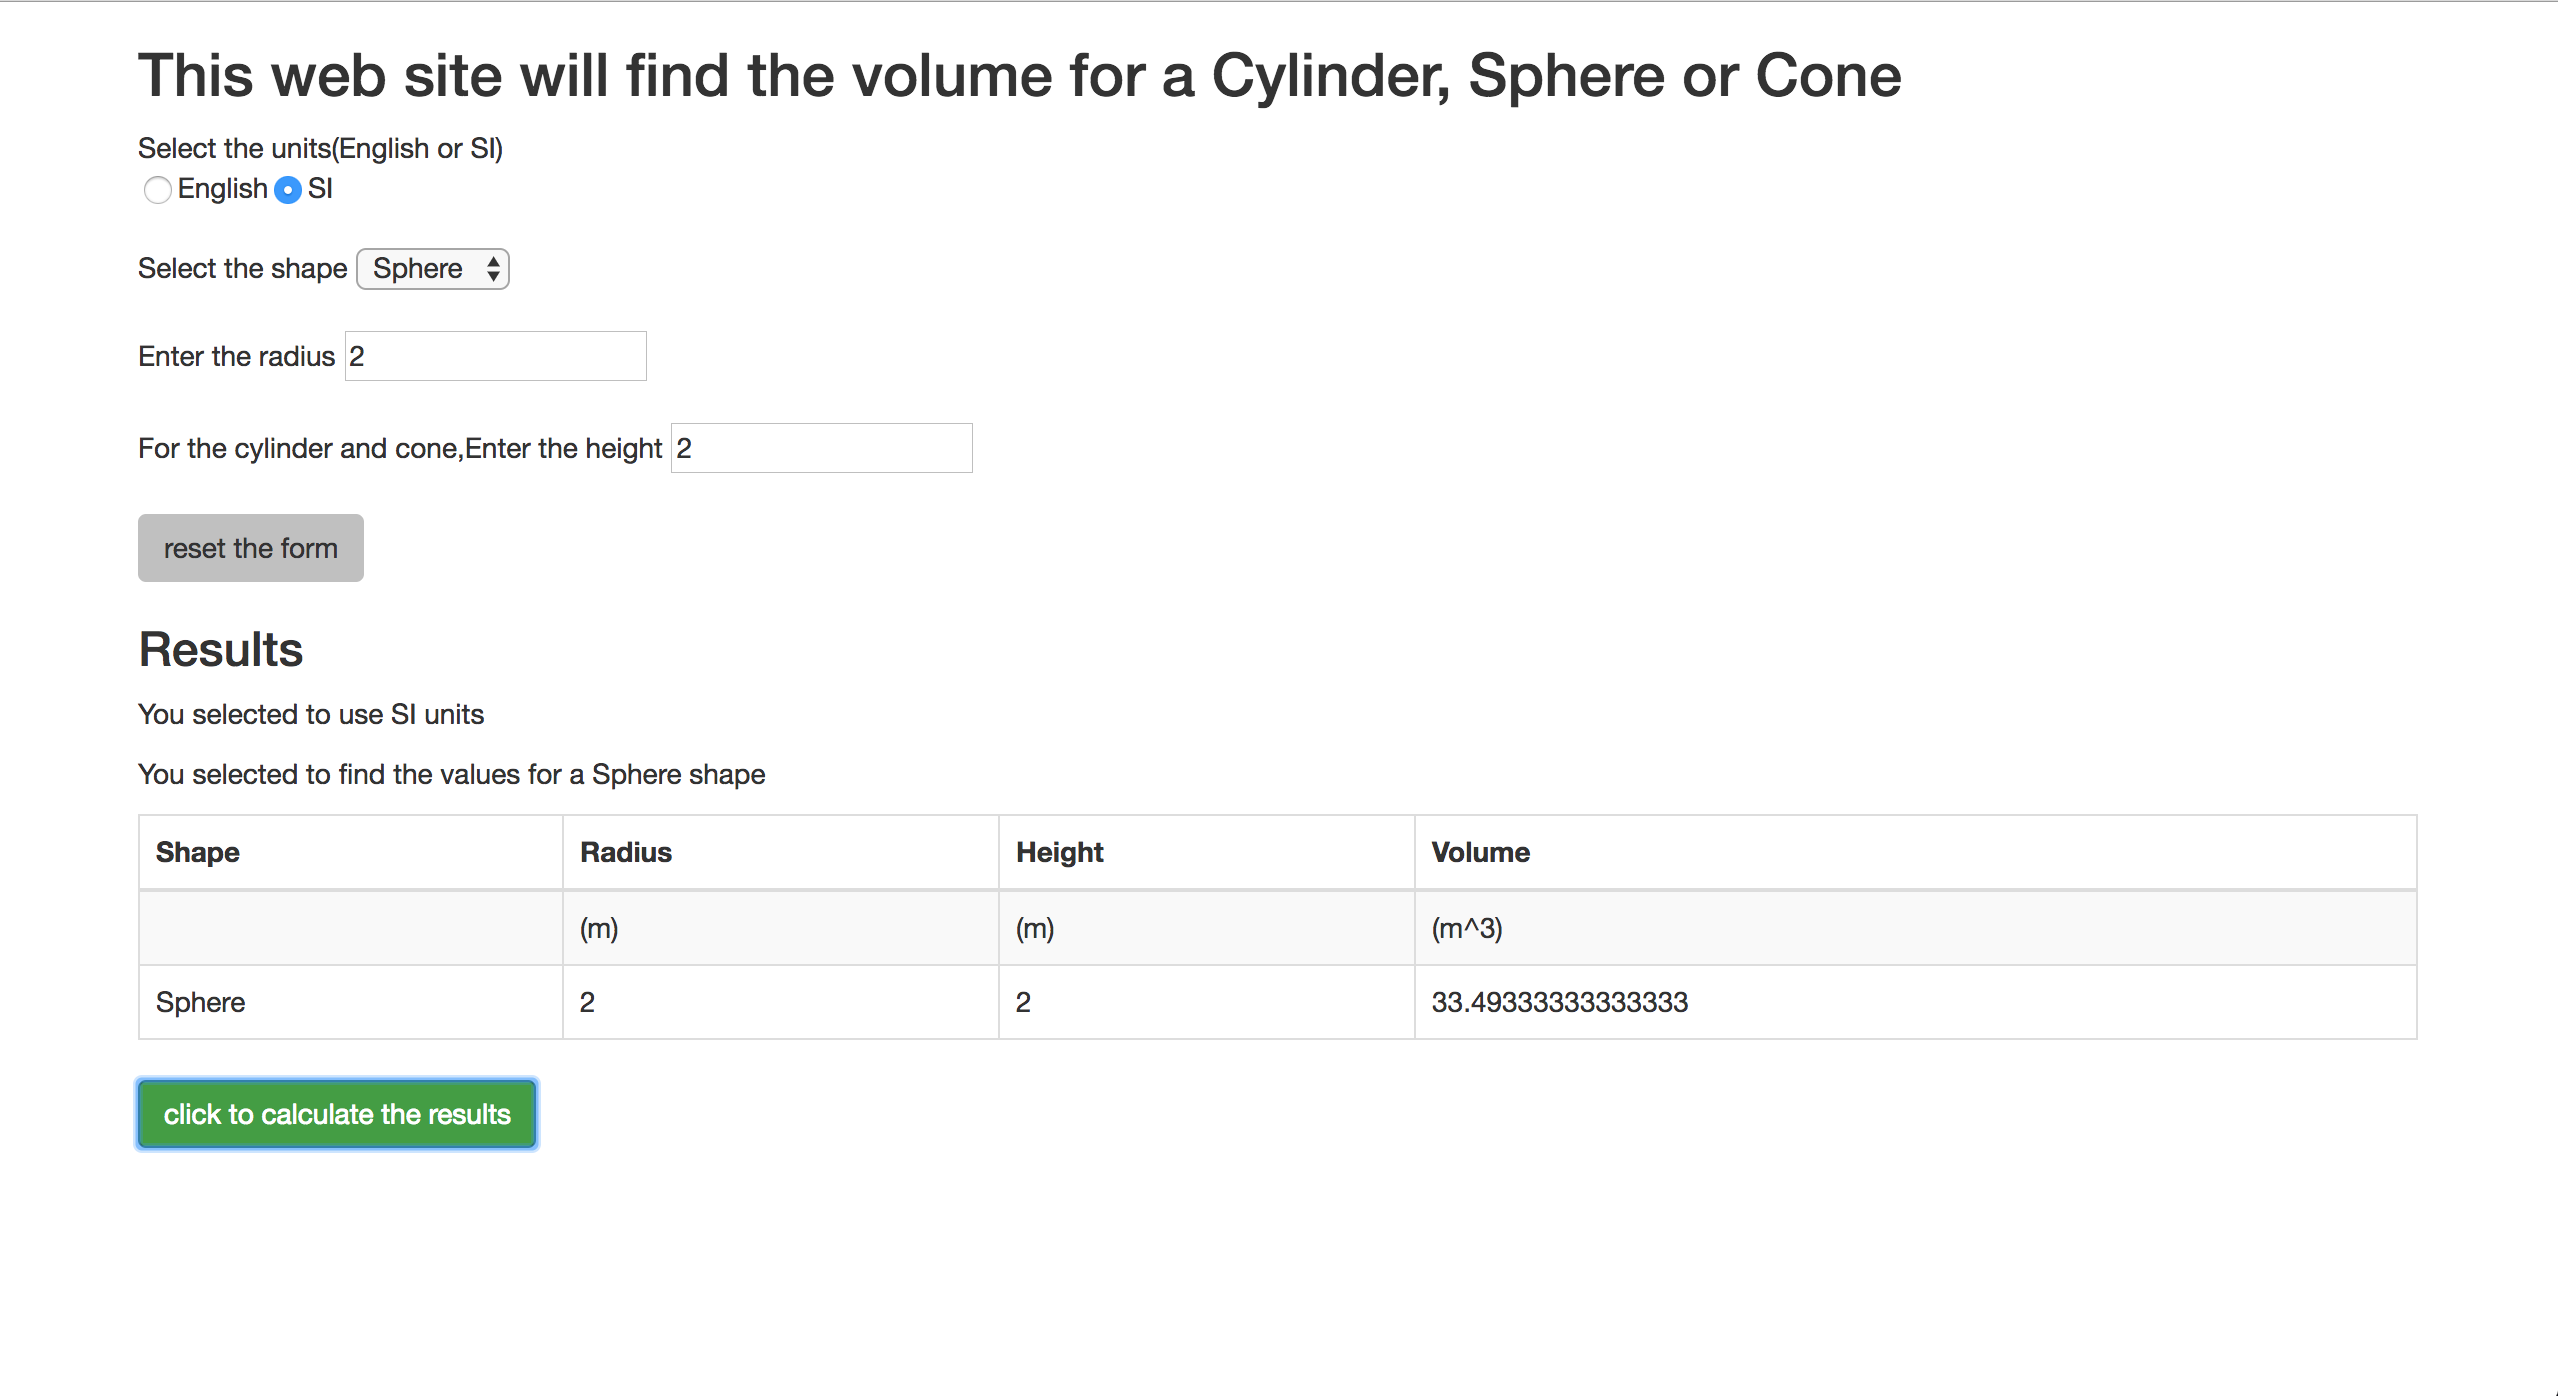 This web site will find the volume for a Cylinder, Sphere or Cone
Select the units(English or SI)
English SI
Select the shape Sphere
Enter the radius 2
For the cylinder and cone,Enter the height 2
reset the form
Results
You selected to use SI units
You selected to find the values for a Sphere shape
Shape Radius Height Volume
(m) (m) (m^3)
Sphere 2 2 33.49333333333333
click to calculate the results